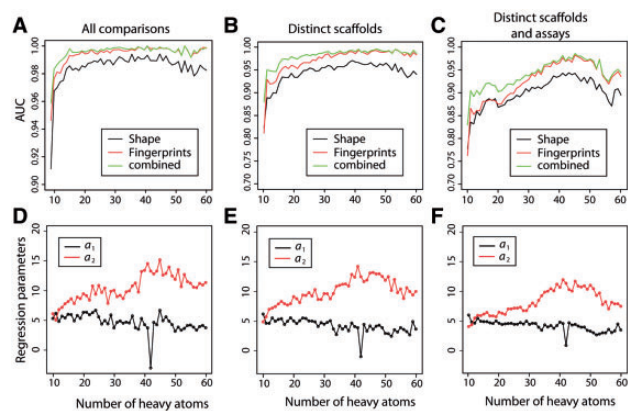 A All comparisons
AUC
1.00
0.98
0.96
0.94
0.92
0.90
Shape
Fingerprints
combined
10 20 30 40 50 60
B Distinct scaffolds
1.00
0.95
0.90
0.85
0.80
0.75
0.70
Shape
Fingerprints
combined
10 20 30 40 50 60
C Distinct scaffolds
and assays
1.00
0.95
0.90
0.85
0.80
0.75
0.70
Shape
Fingerprints
combined
10 20 30 40 50 60
D
Regression parameters
20
15
10
5
0
a1
a2
10 20 30 40 50 60
Number of heavy atoms
E
20
15
10
5
0
a1
a2
10 20 30 40 50 60
Number of heavy atoms
F
20
15
10
5
0
a1
a2
10 20 30 40 50 60
Number of heavy atoms